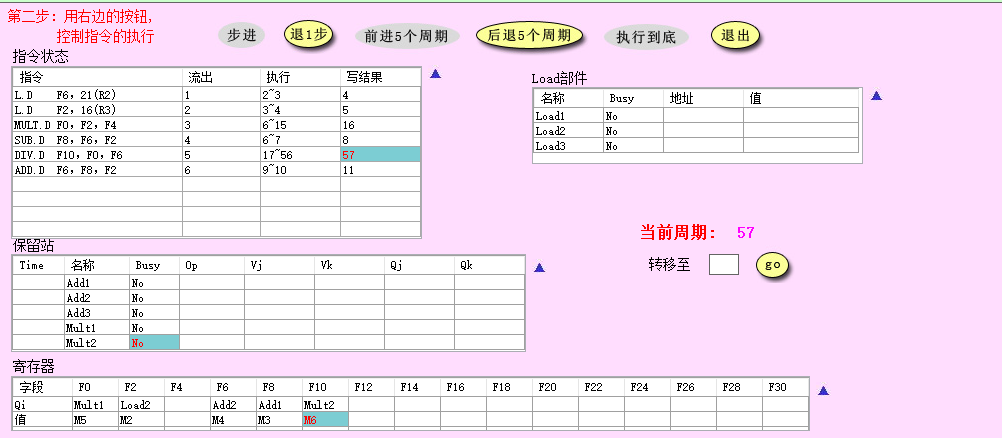 第二步：用右边的按钮，
控制指令的执行
步进 退1步 前进5个周期 后退5个周期 执行到底 退出
指令状态
指令 流出 执行 写结果
L.D F6, 21(R2) 1 2~3 4
L.D F2, 16(R3) 2 3~4 5
MULT.D F0, F2, F4 3 6~15 16
SUB.D F8, F6, F2 4 6~7 8
DIV.D F10, F0, F6 5 17~56 57
ADD.D F6, F8, F2 6 9~10 11
Load部件
名称 Busy 地址 值
Load1 No
Load2 No
Load3 No
当前周期: 57
转移至 go
保留站
Time 名称 Busy Op Vj Vk Qj Qk
Add1 No
Add2 No
Add3 No
Mult1 No
Mult2 No
寄存器
字段 F0 F2 F4 F6 F8 F10 F12 F14 F16 F18 F20 F22 F24 F26 F28 F30
Qi Mult1 Load2 Add2 Add1 Mult2
值 M5 M2 M4 M3 M6